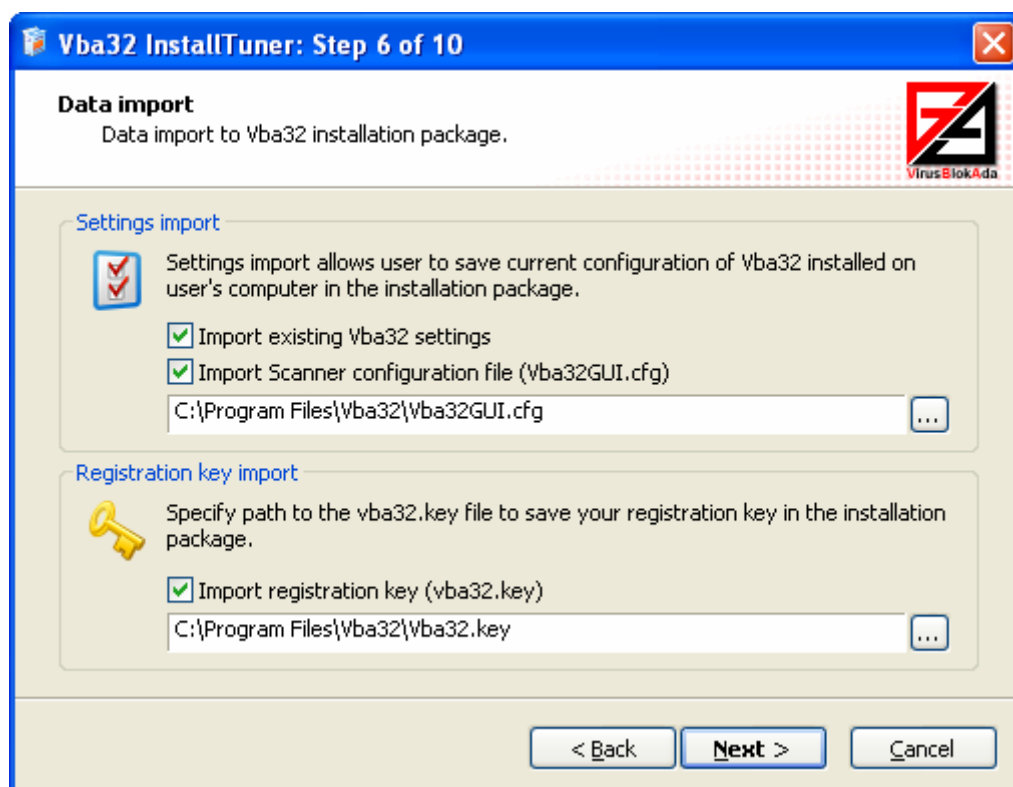 Vba32 InstallTuner: Step 6 of 10
Data import
Data import to Vba32 installation package.
VirusBlokAda
Settings import
Settings import allows user to save current configuration of Vba32 installed on
user's computer in the installation package.
Import existing Vba32 settings
Import Scanner configuration file (Vba32GUI.cfg)
C:\Program Files\Vba32\Vba32GUI.cfg
...
Registration key import
Specify path to the vba32.key file to save your registration key in the installation
package.
Import registration key (vba32.key)
C:\Program Files\Vba32\Vba32.key
...
< Back Next > Cancel